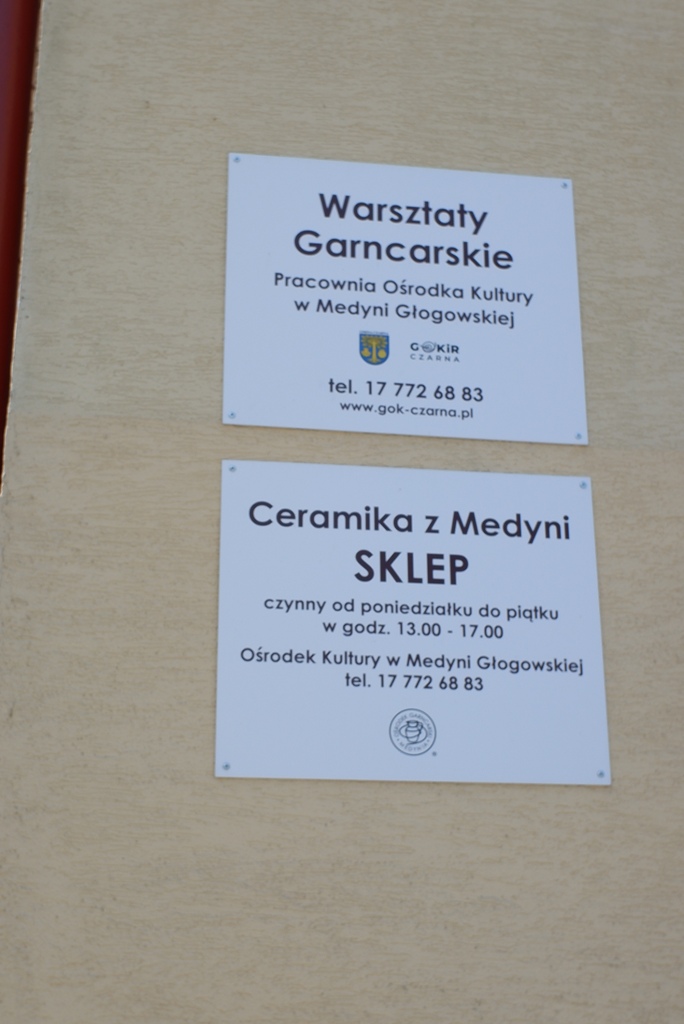 Warsztaty
Garncarskie
Pracownia Ośrodka Kultury
w Medyni Głogowskiej
GOKiR
CZARNA
tel. 17 772 68 83
www.gok-czarna.pl
Ceramika z Medyni
SKLEP
czynny od poniedziałku do piątku
w godz. 13.00 - 17.00
Ośrodek Kultury w Medyni Głogowskiej
tel. 17 772 68 83